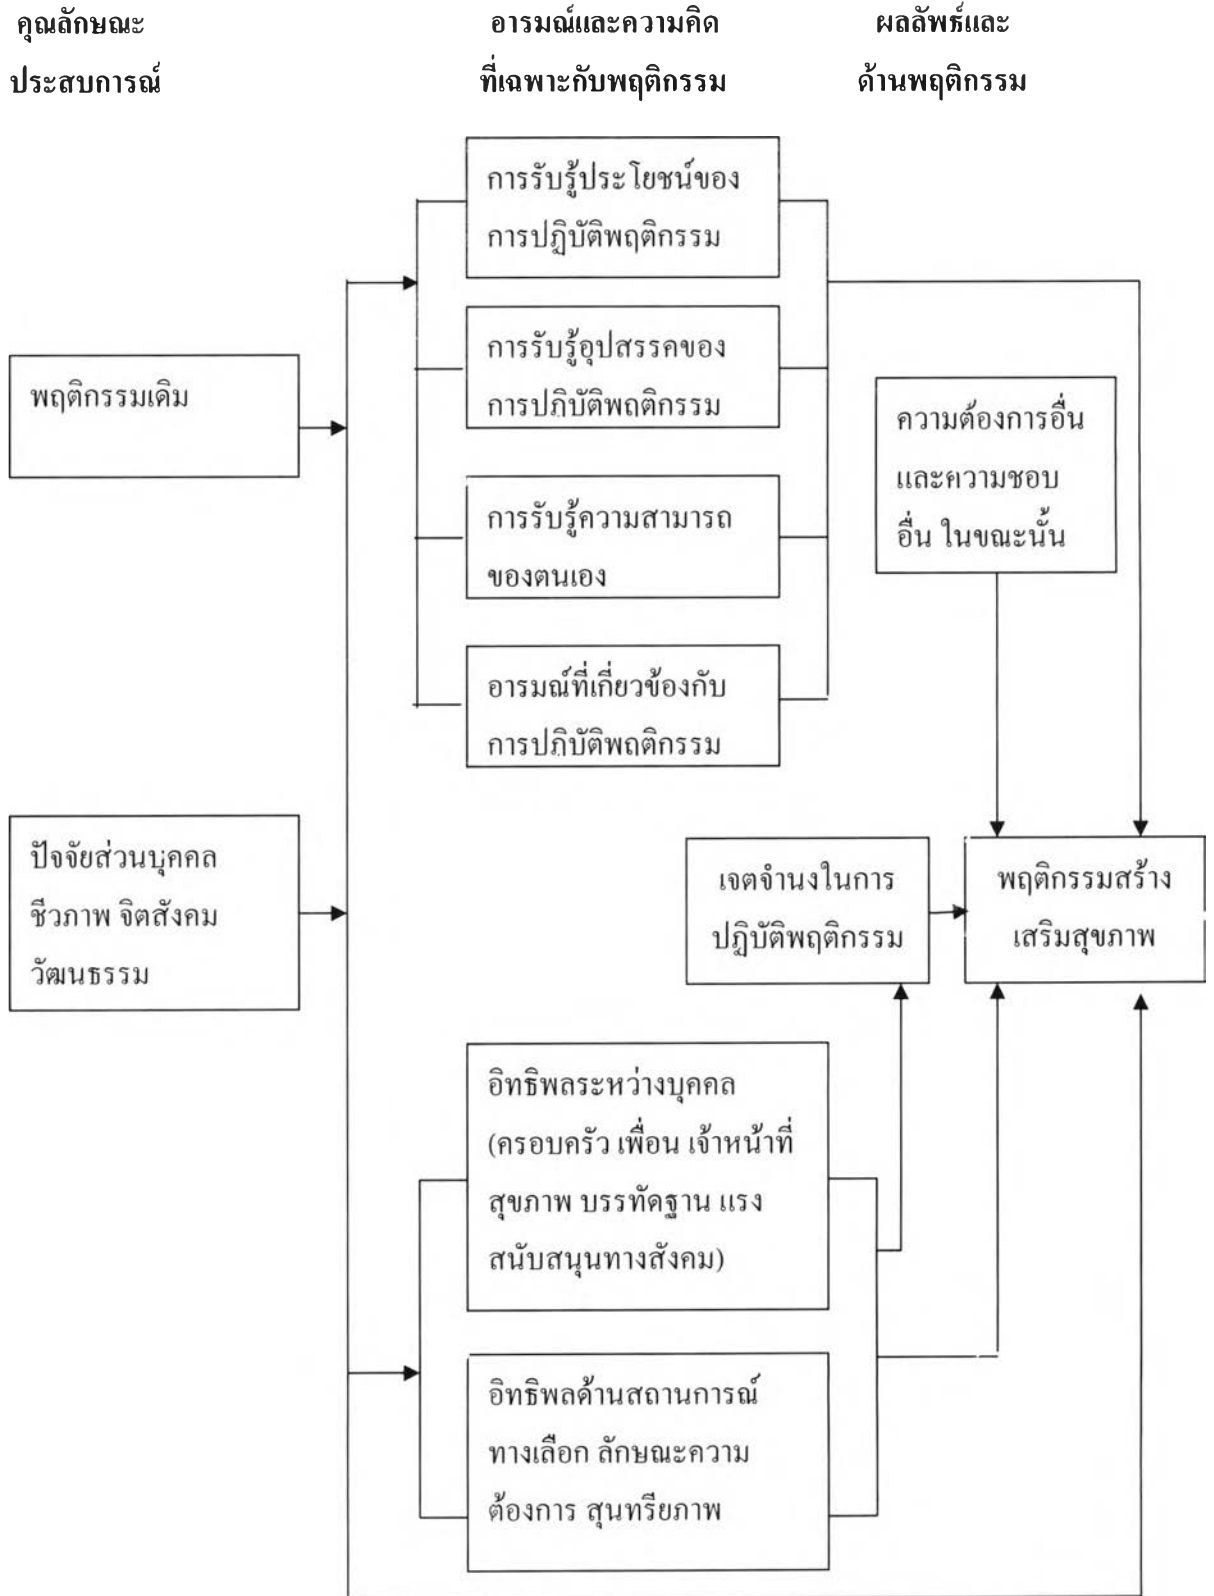 คุณลักษณะ
ประสบการณ์
อารมณ์และความคิด
ที่เฉพาะกับพฤติกรรม
ผลลัพธ์และ
ด้านพฤติกรรม
การรับรู้ประโยชน์ของ
การปฏิบัติพฤติกรรม
การรับรู้อุปสรรคของ
การปฏิบัติพฤติกรรม
พฤติกรรมเดิม
ความต้องการอื่น
และความชอบ
อื่น ในขณะนั้น
การรับรู้ความสามารถ
ของตนเอง
อารมณ์ที่เกี่ยวข้องกับ
การปฏิบัติพฤติกรรม
ปัจจัยส่วนบุคคล
ชีวภาพ จิตสังคม
วัฒนธรรม
เจตจำนงในการ
ปฏิบัติพฤติกรรม
พฤติกรรมสร้าง
เสริมสุขภาพ
อิทธิพลระหว่างบุคคล
(ครอบครัว เพื่อน เจ้าหน้าที่
สุขภาพ บรรทัดฐาน แรง
สนับสนุนทางสังคม)
อิทธิพลด้านสถานการณ์
ทางเลือก ลักษณะความ
ต้องการ สุนทรียภาพ